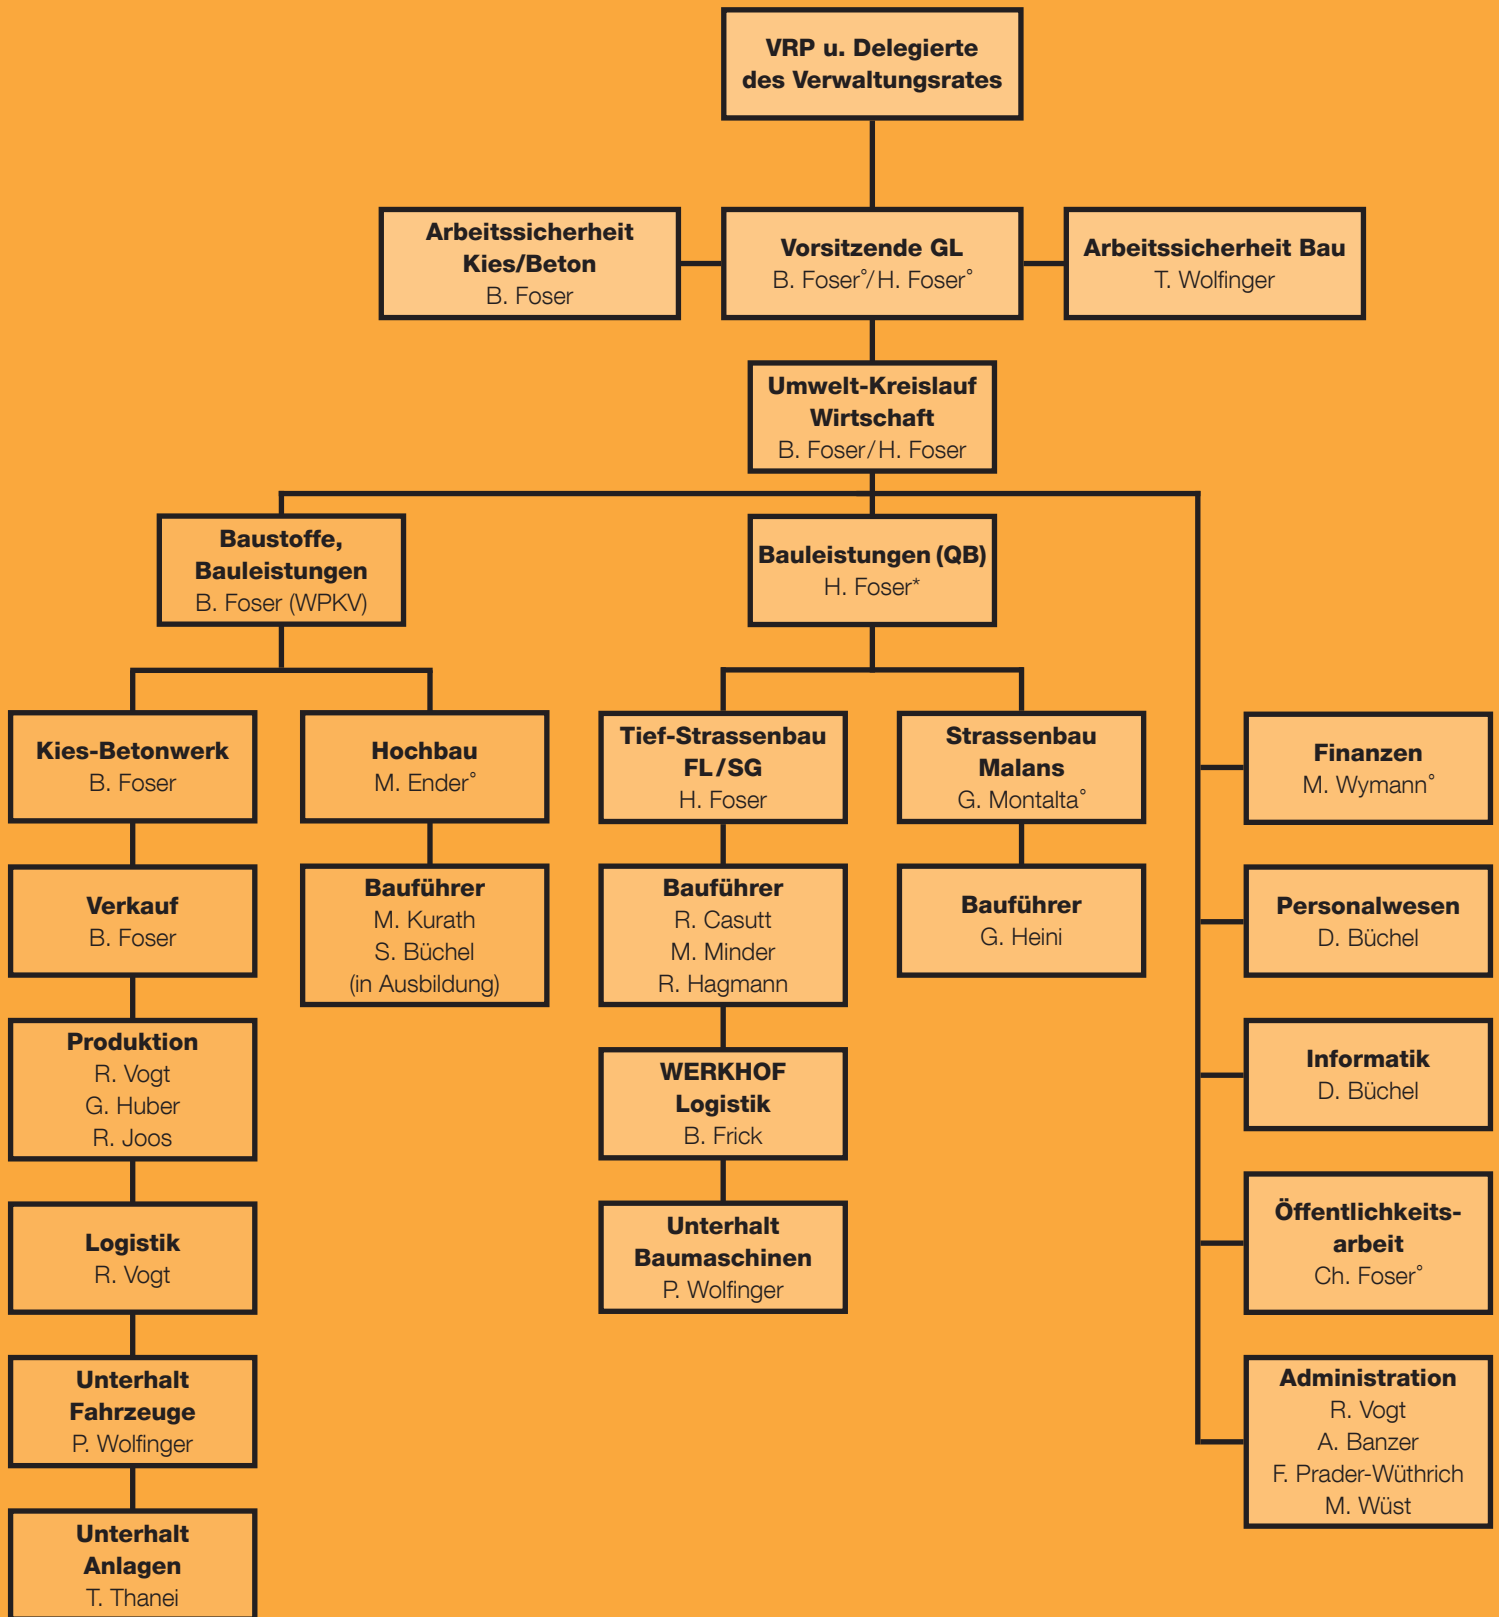 VRP u. Delegierte
des Verwaltungsrates
Arbeitssicherheit
Kies/Beton
B. Foser
Vorsitzende GL
B. Foser°/H. Foser°
Arbeitssicherheit Bau
T. Wolfinger
Umwelt-Kreislauf
Wirtschaft
B. Foser/H. Foser
Baustoffe,
Bauleistungen
B. Foser (WPKV)
Bauleistungen (QB)
H. Foser*
Kies-Betonwerk
B. Foser
Hochbau
M. Ender°
Tief-Strassenbau
FL/SG
H. Foser
Strassenbau
Malans
G. Montalta°
Finanzen
M. Wymann°
Verkauf
B. Foser
Bauführer
M. Kurath
S. Büchel
(in Ausbildung)
Bauführer
R. Casutt
M. Minder
R. Hagmann
Bauführer
G. Heini
Personalwesen
D. Büchel
Produktion
R. Vogt
G. Huber
R. Joos
WERKHOF
Logistik
B. Frick
Informatik
D. Büchel
Logistik
R. Vogt
Unterhalt
Baumaschinen
P. Wolfinger
Öffentlichkeits-
arbeit
Ch. Foser°
Unterhalt
Fahrzeuge
P. Wolfinger
Administration
R. Vogt
A. Banzer
F. Prader-Wüthrich
M. Wüst
Unterhalt
Anlagen
T. Thanei